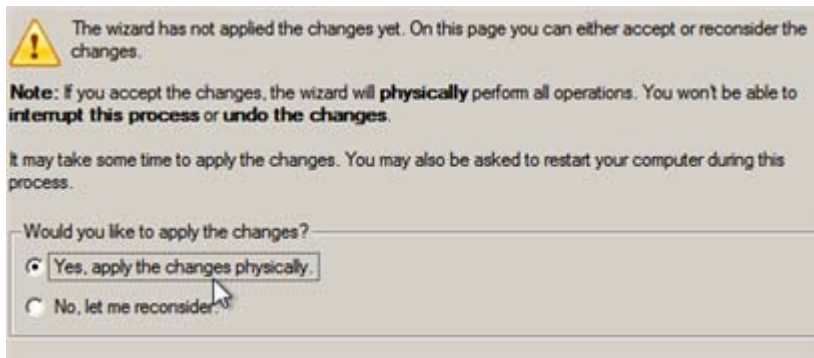 The wizard has not applied the changes yet. On this page you can either accept or reconsider the
changes.
Note: If you accept the changes, the wizard will physically perform all operations. You won't be able to
interrupt this process or undo the changes.
It may take some time to apply the changes. You may also be asked to restart your computer during this
process.
Would you like to apply the changes?
Yes, apply the changes physically.
No, let me reconsider.